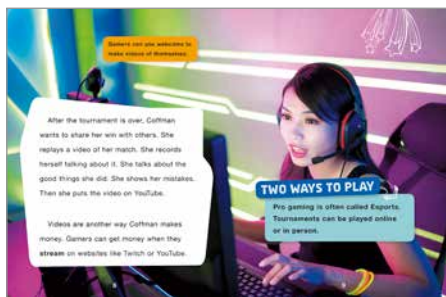 Gamers can use webcams to
make videos of themselves.
After the tournament is over, Coffman
wants to share her win with others. She
replays a video of her match. She records
herself talking about it. She talks about the
good things she did. She shows her mistakes.
Then she puts the video on YouTube.
Videos are another way Coffman makes
money. Gamers can get money when they
stream on websites like Twitch or YouTube.
TWO WAYS TO PLAY
Pro gaming is often called Esports.
Tournaments can be played online
or in person.